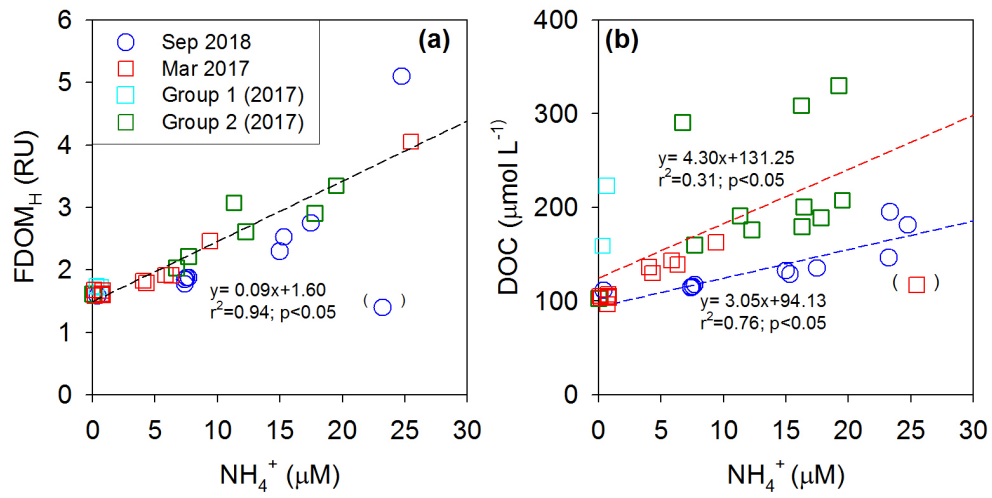 (a)
Sep 2018
Mar 2017
Group 1 (2017)
Group 2 (2017)
FDOM_H (RU)
6
5
4
3
2
1
0
( )
y= 0.09x+1.60
r²=0.94; p<0.05
0 5 10 15 20 25 30
NH₄⁺ (μM)
(b)
DOC (μmol L⁻¹)
400
300
200
100
0
y= 4.30x+131.25
r²=0.31; p<0.05
( )
y= 3.05x+94.13
r²=0.76; p<0.05
0 5 10 15 20 25 30
NH₄⁺ (μM)